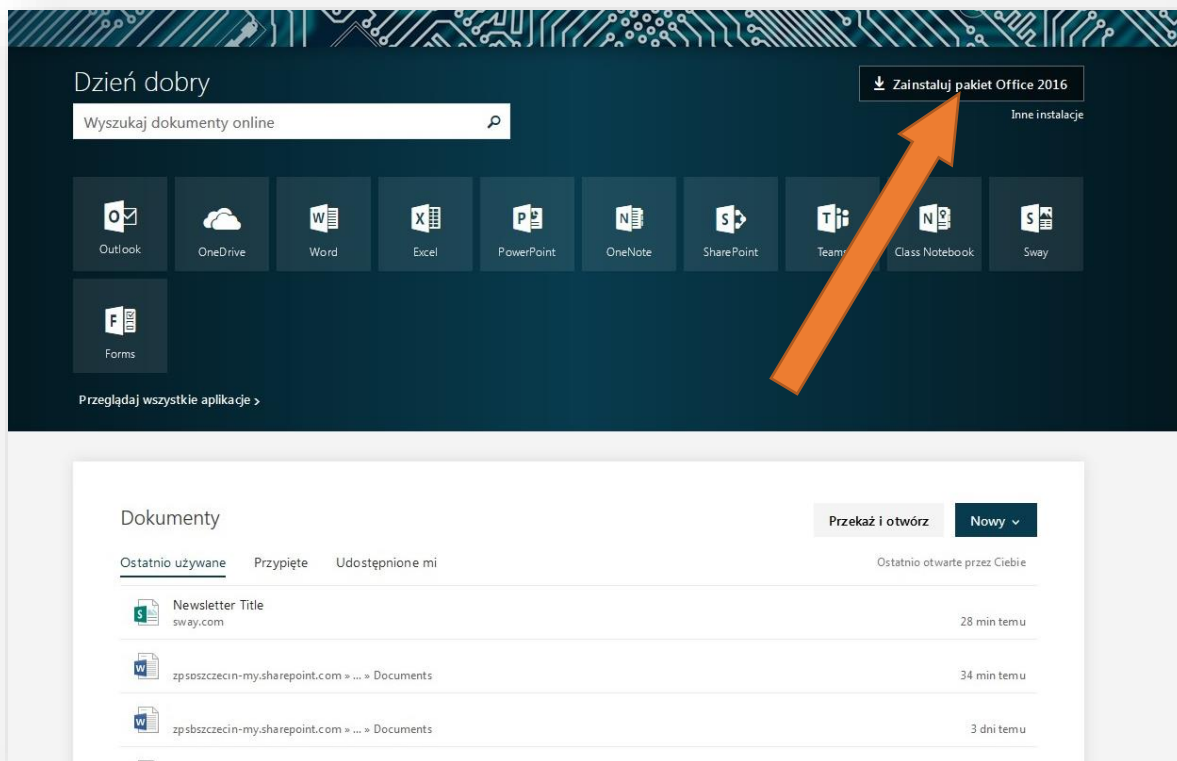 Dzień dobry
Zainstaluj pakiet Office 2016
Wyszukaj dokumenty online
Inne instalacje
Outlook
OneDrive
Word
Excel
PowerPoint
OneNote
SharePoint
Teams
Class Notebook
Sway
Forms
Przeglądaj wszystkie aplikacje >
Dokumenty
Przekaż i otwórz
Nowy
Ostatnio używane
Przypięte
Udostępnione mi
Ostatnio otwarte przez Ciebie
Newsletter Title
sway.com
28 min temu
zpsbszczecin-my.sharepoint.com » ... » Documents
34 min temu
zpsbszczecin-my.sharepoint.com » ... » Documents
3 dni temu